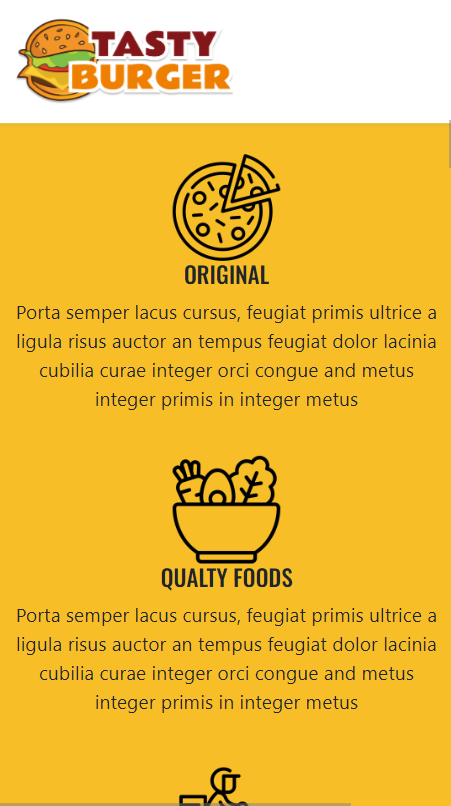 TASTY
BURGER
ORIGINAL
Porta semper lacus cursus, feugiat primis ultrice a
ligula risus auctor an tempus feugiat dolor lacinia
cubilia curae integer orci congue and metus
integer primis in integer metus
QUALTY FOODS
Porta semper lacus cursus, feugiat primis ultrice a
ligula risus auctor an tempus feugiat dolor lacinia
cubilia curae integer orci congue and metus
integer primis in integer metus